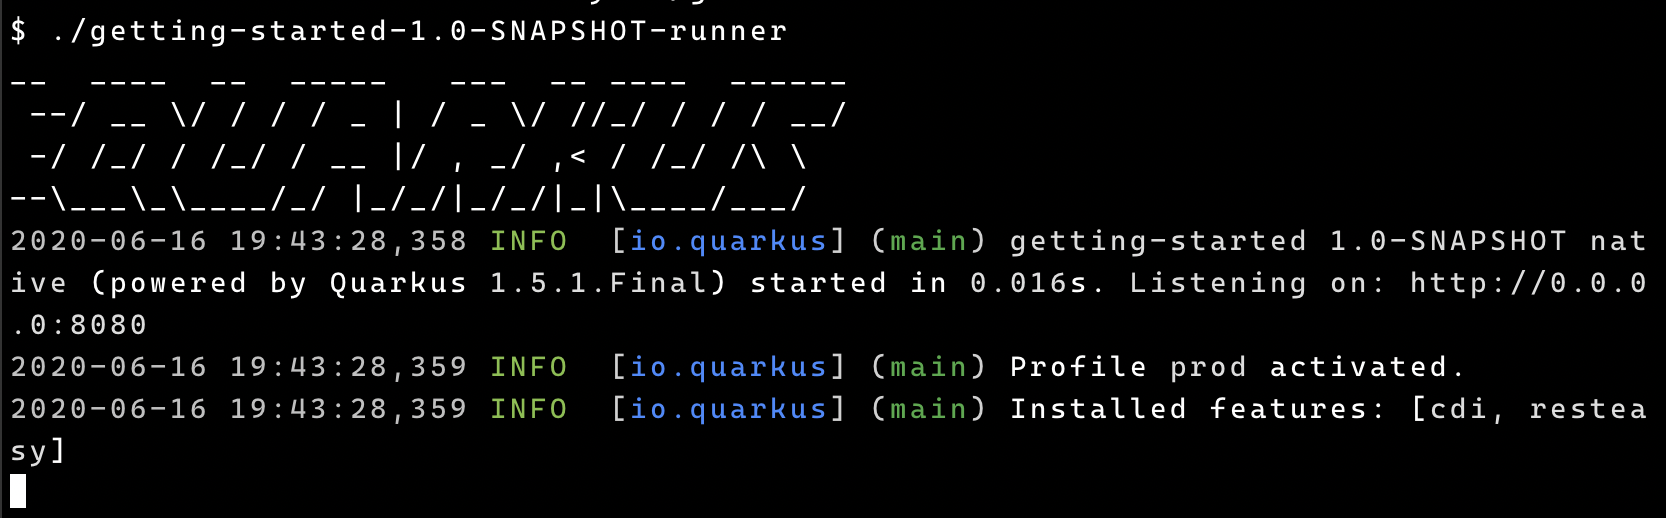 $ ./getting-started-1.0-SNAPSHOT-runner
__  ____  __  _____   ___  __ ____  ______
 --/ __ \/ / / / _ | / _ \/ //_/ / / / __/
 -/ /_/ / /_/ / __ |/ , _/ ,< / /_/ /\ \
--\___\_\____/_/ |_/_/|_/_/|_|\____/___/
2020-06-16 19:43:28,358 INFO  [io.quarkus] (main) getting-started 1.0-SNAPSHOT nat
ive (powered by Quarkus 1.5.1.Final) started in 0.016s. Listening on: http://0.0.0
.0:8080
2020-06-16 19:43:28,359 INFO  [io.quarkus] (main) Profile prod activated.
2020-06-16 19:43:28,359 INFO  [io.quarkus] (main) Installed features: [cdi, restea
sy]